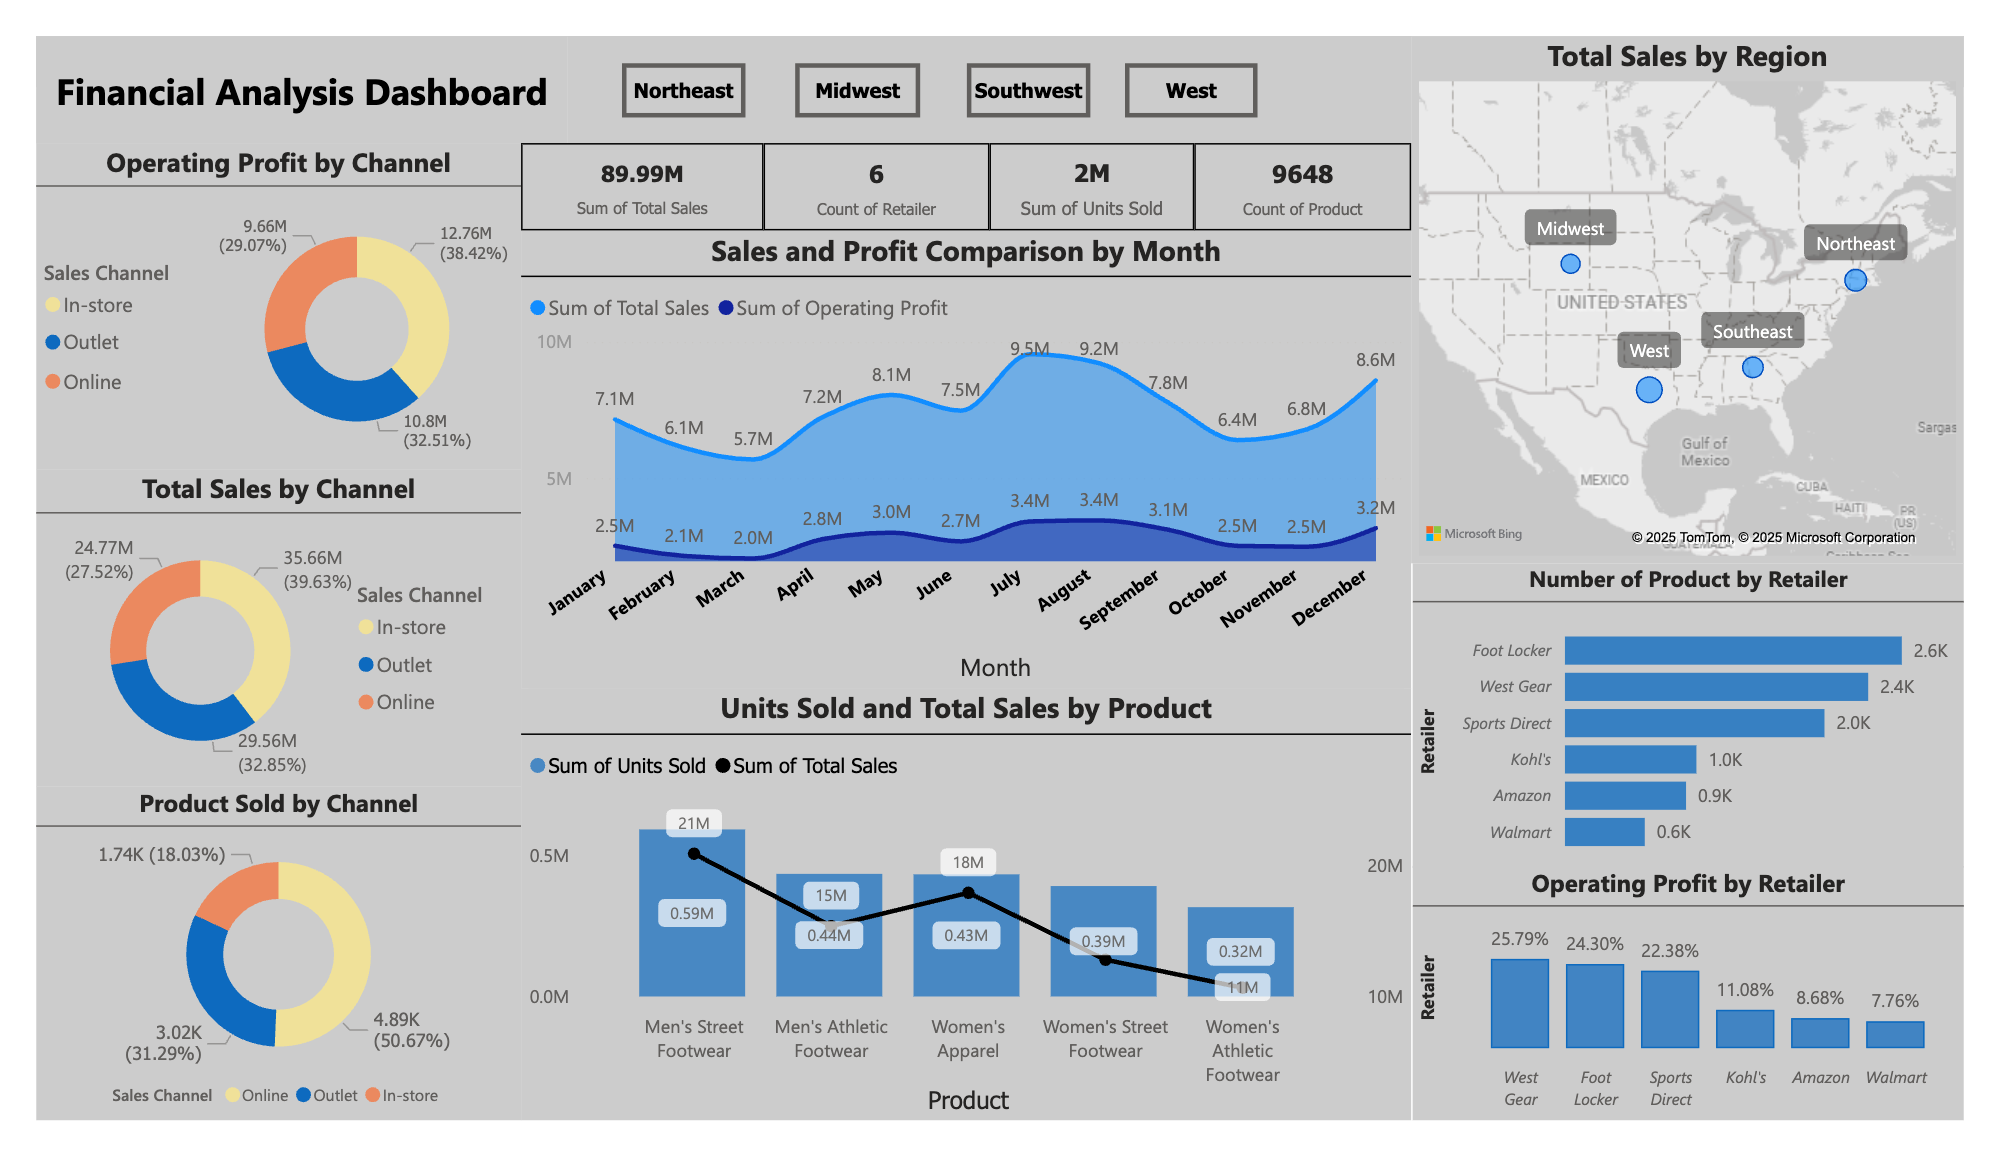 Financial Analysis Dashboard
Northeast
Midwest
Southwest
West
Operating Profit by Channel
9.66M
(29.07%)
12.76M
(38.42%)
Sales Channel
In-store
Outlet
Online
10.8M
(32.51%)
Total Sales by Channel
24.77M
(27.52%)
35.66M
(39.63%)
Sales Channel
In-store
Outlet
Online
29.56M
(32.85%)
Product Sold by Channel
1.74K (18.03%)
3.02K
(31.29%)
4.89K
(50.67%)
Sales Channel
Online
Outlet
In-store
89.99M
Sum of Total Sales
6
Count of Retailer
2M
Sum of Units Sold
9648
Count of Product
Sales and Profit Comparison by Month
Sum of Total Sales
Sum of Operating Profit
10M
5M
7.1M
6.1M
5.7M
7.2M
8.1M
7.5M
9.5M
9.2M
7.8M
6.4M
6.8M
8.6M
2.5M
2.1M
2.0M
2.8M
3.0M
2.7M
3.4M
3.4M
3.1M
2.5M
2.5M
3.2M
January
February
March
April
May
June
July
August
September
October
November
December
Month
Units Sold and Total Sales by Product
Sum of Units Sold
Sum of Total Sales
0.5M
0.0M
20M
10M
21M
15M
18M
11M
0.59M
0.44M
0.43M
0.39M
0.32M
Men's Street
Footwear
Men's Athletic
Footwear
Women's
Apparel
Women's Street
Footwear
Women's
Athletic
Footwear
Product
Total Sales by Region
Midwest
Northeast
UNITED STATES
Southeast
West
Gulf of
Mexico
Sargas
MEXICO
CUBA
HAITI
PR
(US)
Microsoft Bing
© 2025 TomTom, © 2025 Microsoft Corporation
GUATEMALA
Caribbean Sea
Number of Product by Retailer
Retailer
Foot Locker
2.6K
West Gear
2.4K
Sports Direct
2.0K
Kohl's
1.0K
Amazon
0.9K
Walmart
0.6K
Operating Profit by Retailer
Retailer
25.79%
24.30%
22.38%
11.08%
8.68%
7.76%
West
Gear
Foot
Locker
Sports
Direct
Kohl's
Amazon
Walmart